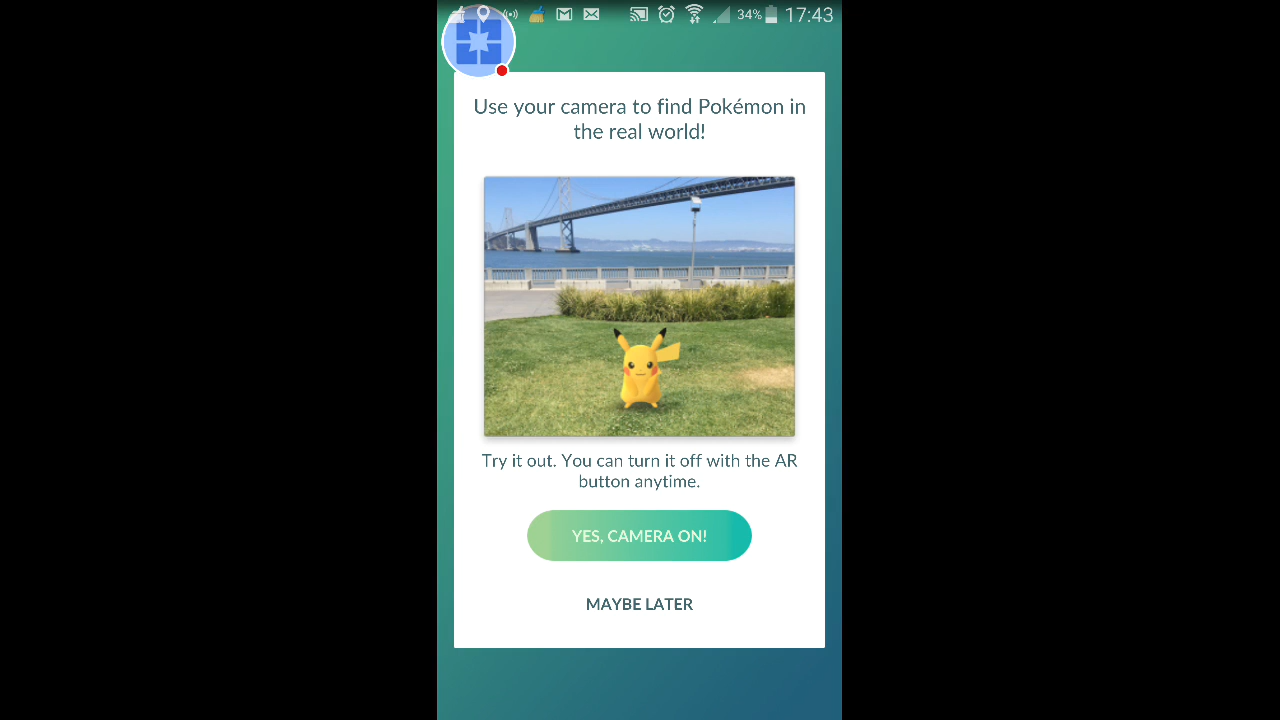 34% 17:43
Use your camera to find Pokémon in
the real world!
Try it out. You can turn it off with the AR
button anytime.
YES, CAMERA ON!
MAYBE LATER